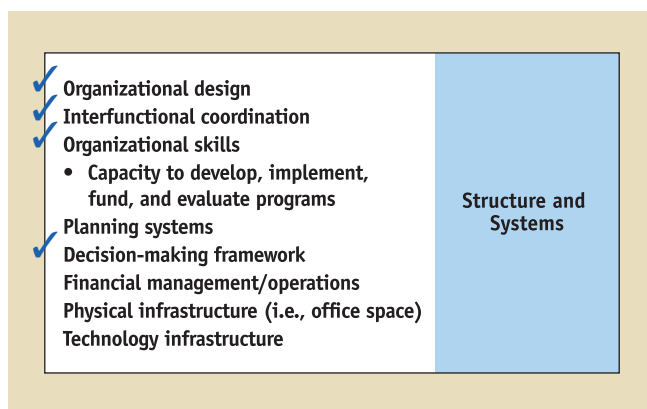 ✓ Organizational design
✓ Interfunctional coordination
✓ Organizational skills
• Capacity to develop, implement,
fund, and evaluate programs
Planning systems
✓ Decision-making framework
Financial management/operations
Physical infrastructure (i.e., office space)
Technology infrastructure
Structure and
Systems